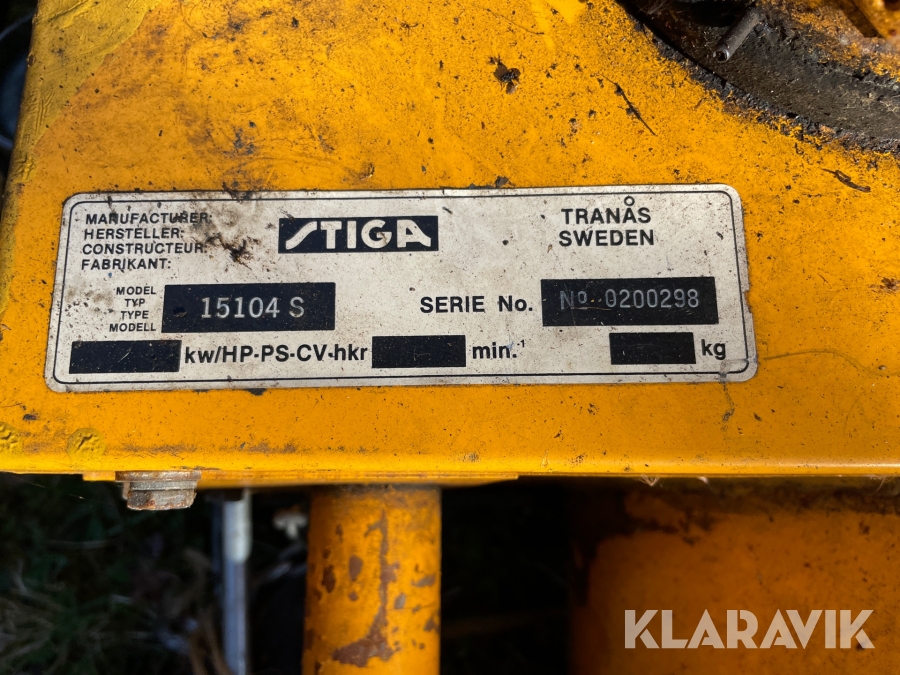 MANUFACTURER:
HERSTELLER:
CONSTRUCTEUR:
FABRIKANT:
STIGA
TRANÅS
SWEDEN
MODEL
TYP
TYPE
MODELL
15104 S
SERIE No.
Nº 0200298
kw/HP-PS-CV-hkr
min.-1
kg
KLARAVIK